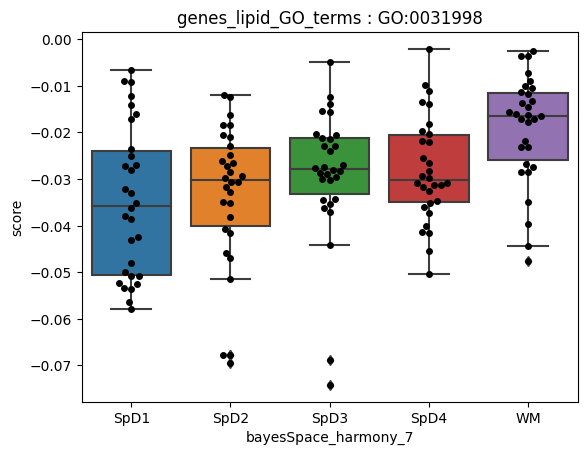 genes_lipid_GO_terms : GO:0031998
0.00
−0.01
−0.02
−0.03
−0.04
−0.05
−0.06
−0.07
score
SpD1 SpD2 SpD3 SpD4 WM
bayesSpace_harmony_7